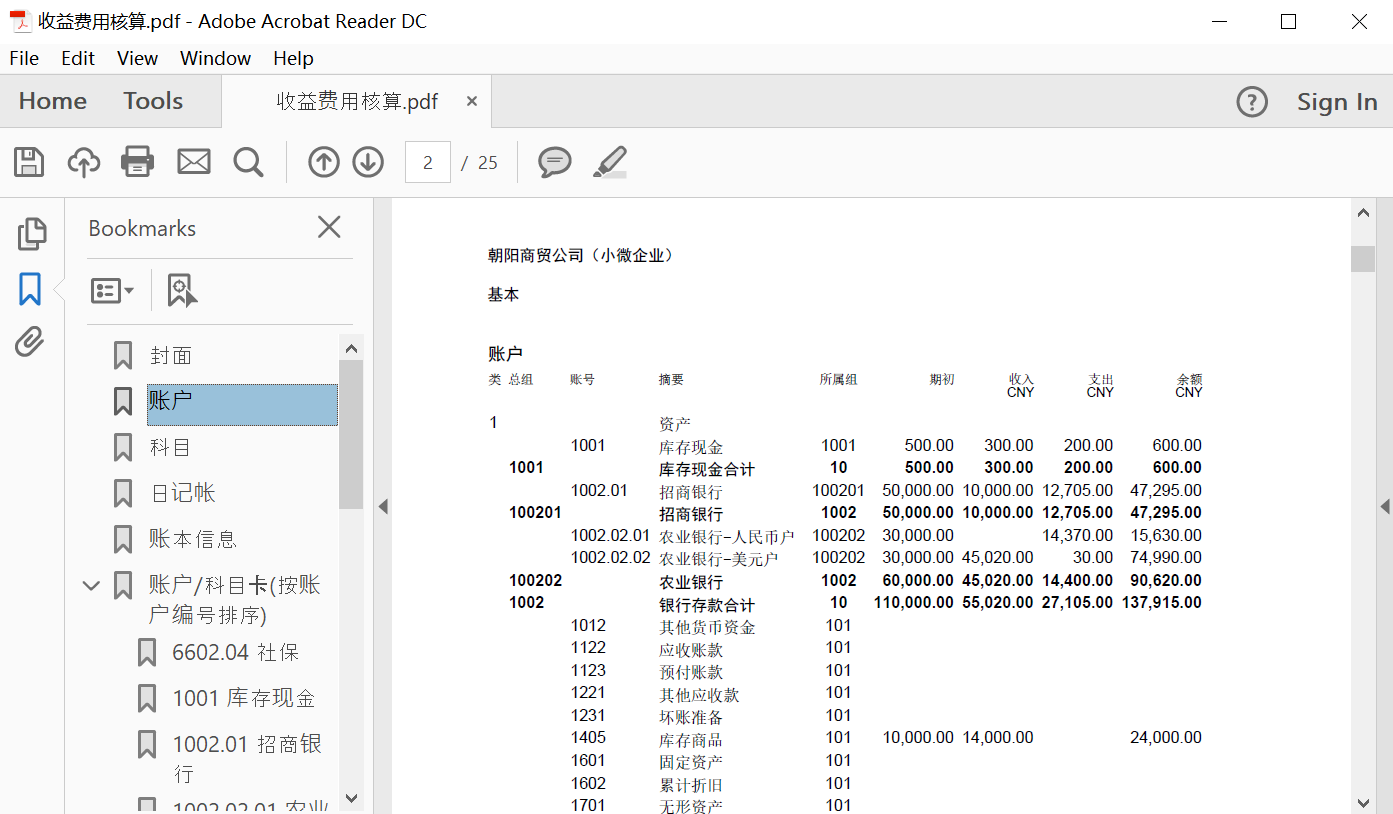 收益费用核算.pdf - Adobe Acrobat Reader DC
File Edit View Window Help
Home Tools 收益费用核算.pdf × ? Sign In
2 / 25
Bookmarks
封面
账户
科目
日记帐
账本信息
账户/科目卡(按账
户编号排序)
6602.04 社保
1001 库存现金
1002.01 招商银
行
1002.02.01 农业
朝阳商贸公司（小微企业）
基本
账户
类 总组 账号 摘要 所属组 期初 收入 支出 余额
CNY CNY CNY
1 资产
1001 库存现金 1001 500.00 300.00 200.00 600.00
1001 库存现金合计 10 500.00 300.00 200.00 600.00
1002.01 招商银行 100201 50,000.00 10,000.00 12,705.00 47,295.00
100201 招商银行 1002 50,000.00 10,000.00 12,705.00 47,295.00
1002.02.01 农业银行-人民币户 100202 30,000.00 14,370.00 15,630.00
1002.02.02 农业银行-美元户 100202 30,000.00 45,020.00 30.00 74,990.00
100202 农业银行 1002 60,000.00 45,020.00 14,400.00 90,620.00
1002 银行存款合计 10 110,000.00 55,020.00 27,105.00 137,915.00
1012 其他货币资金 101
1122 应收账款 101
1123 预付账款 101
1221 其他应收款 101
1231 坏账准备 101
1405 库存商品 101 10,000.00 14,000.00 24,000.00
1601 固定资产 101
1602 累计折旧 101
1701 无形资产 101